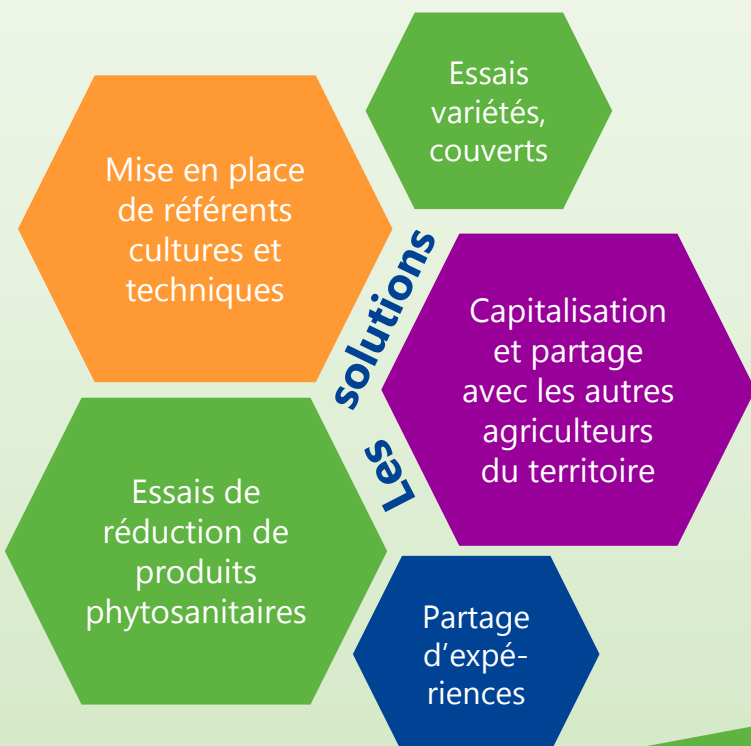 Essais
variétés,
couverts
Mise en place
de référents
cultures et
techniques
Les solutions
Capitalisation
et partage
avec les autres
agriculteurs
du territoire
Essais de
réduction de
produits
phytosanitaires
Partage
d’expé-
riences